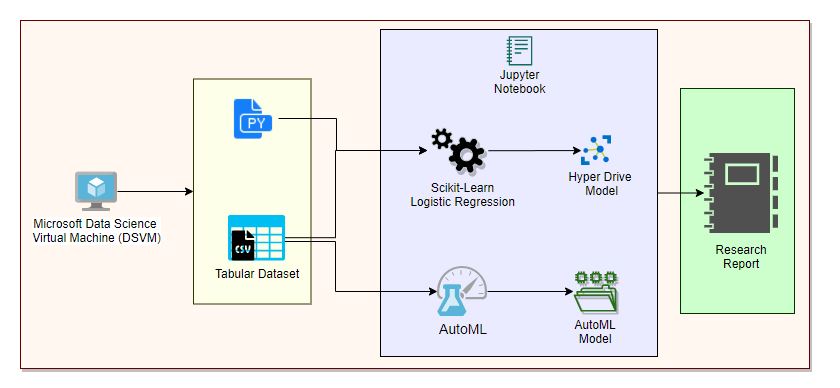 Jupyter
Notebook
PY
Scikit-Learn
Logistic Regression
Hyper Drive
Model
Microsoft Data Science
Virtual Machine (DSVM)
CSV
Tabular Dataset
Research
Report
AutoML
AutoML
Model